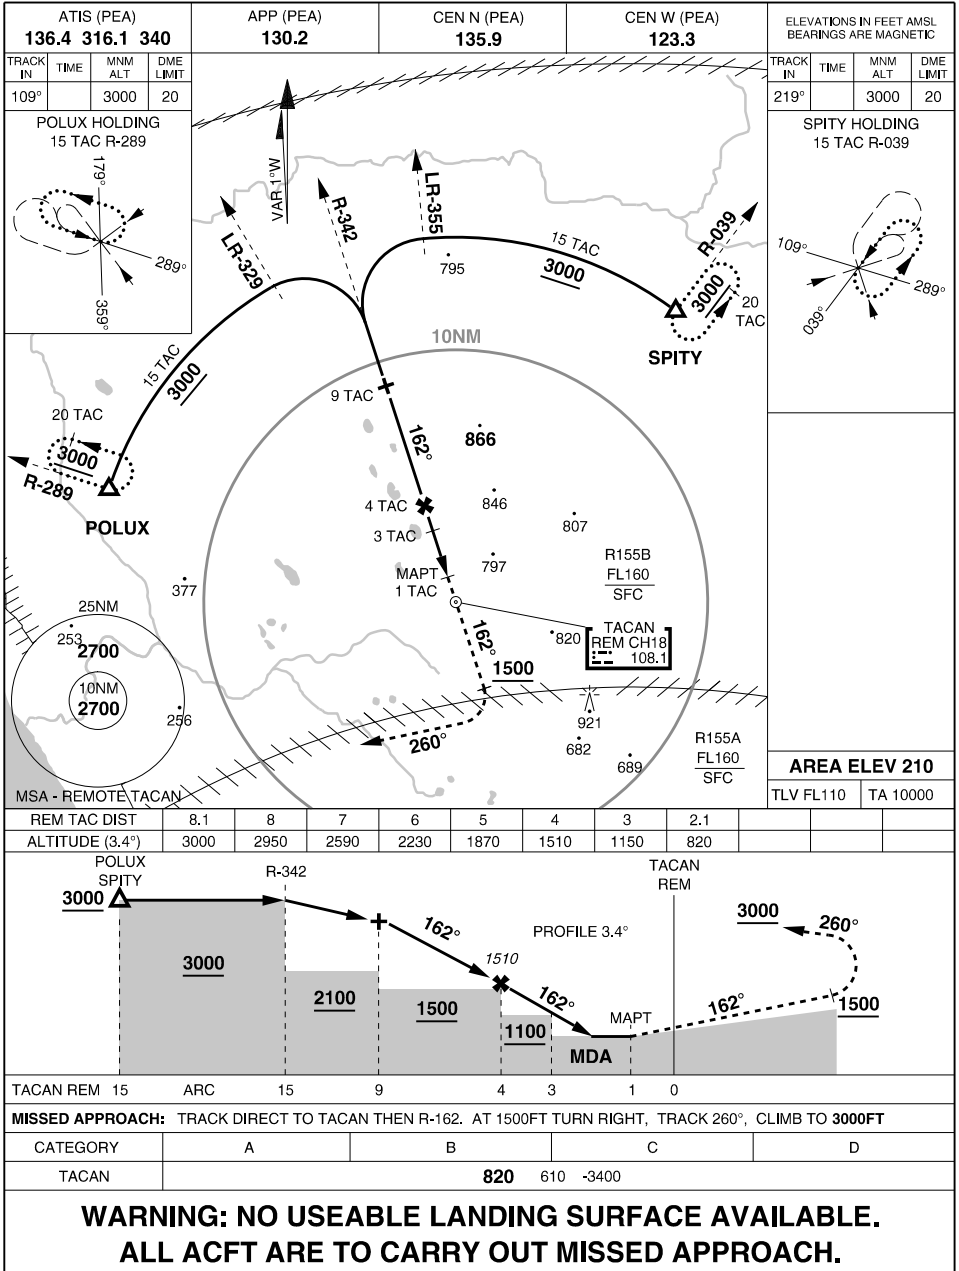 ATIS (PEA)
136.4 316.1 340
APP (PEA)
130.2
CEN N (PEA)
135.9
CEN W (PEA)
123.3
ELEVATIONS IN FEET AMSL
BEARINGS ARE MAGNETIC
TRACK IN TIME MNM ALT DME LIMIT
109° 3000 20
POLUX HOLDING
15 TAC R-289
179°
289°
359°
TRACK IN TIME MNM ALT DME LIMIT
219° 3000 20
SPITY HOLDING
15 TAC R-039
109°
289°
039°
VAR 1°W
LR-329
R-342
LR-355
R-039
795
15 TAC
3000
3000
20 TAC
SPITY
10NM
15 TAC
3000
9 TAC
20 TAC
3000
R-289
POLUX
162°
866
846
807
797
4 TAC
3 TAC
MAPT
1 TAC
R155B
FL160
SFC
377
25NM
253
2700
10NM
2700
256
MSA - REMOTE TACAN
TACAN
REM CH18
108.1
820
162°
1500
921
682
689
260°
R155A
FL160
SFC
AREA ELEV 210
TLV FL110 TA 10000
REM TAC DIST 8.1 8 7 6 5 4 3 2.1
ALTITUDE (3.4°) 3000 2950 2590 2230 1870 1510 1150 820
POLUX
SPITY
3000
R-342
TACAN
REM
3000
260°
162°
PROFILE 3.4°
1510
3000
2100
1500
162°
1100
MDA
MAPT
162°
1500
TACAN REM 15 ARC 15 9 4 3 1 0
MISSED APPROACH: TRACK DIRECT TO TACAN THEN R-162. AT 1500FT TURN RIGHT, TRACK 260°, CLIMB TO 3000FT
CATEGORY A B C D
TACAN 820 610 -3400
WARNING: NO USEABLE LANDING SURFACE AVAILABLE.
ALL ACFT ARE TO CARRY OUT MISSED APPROACH.